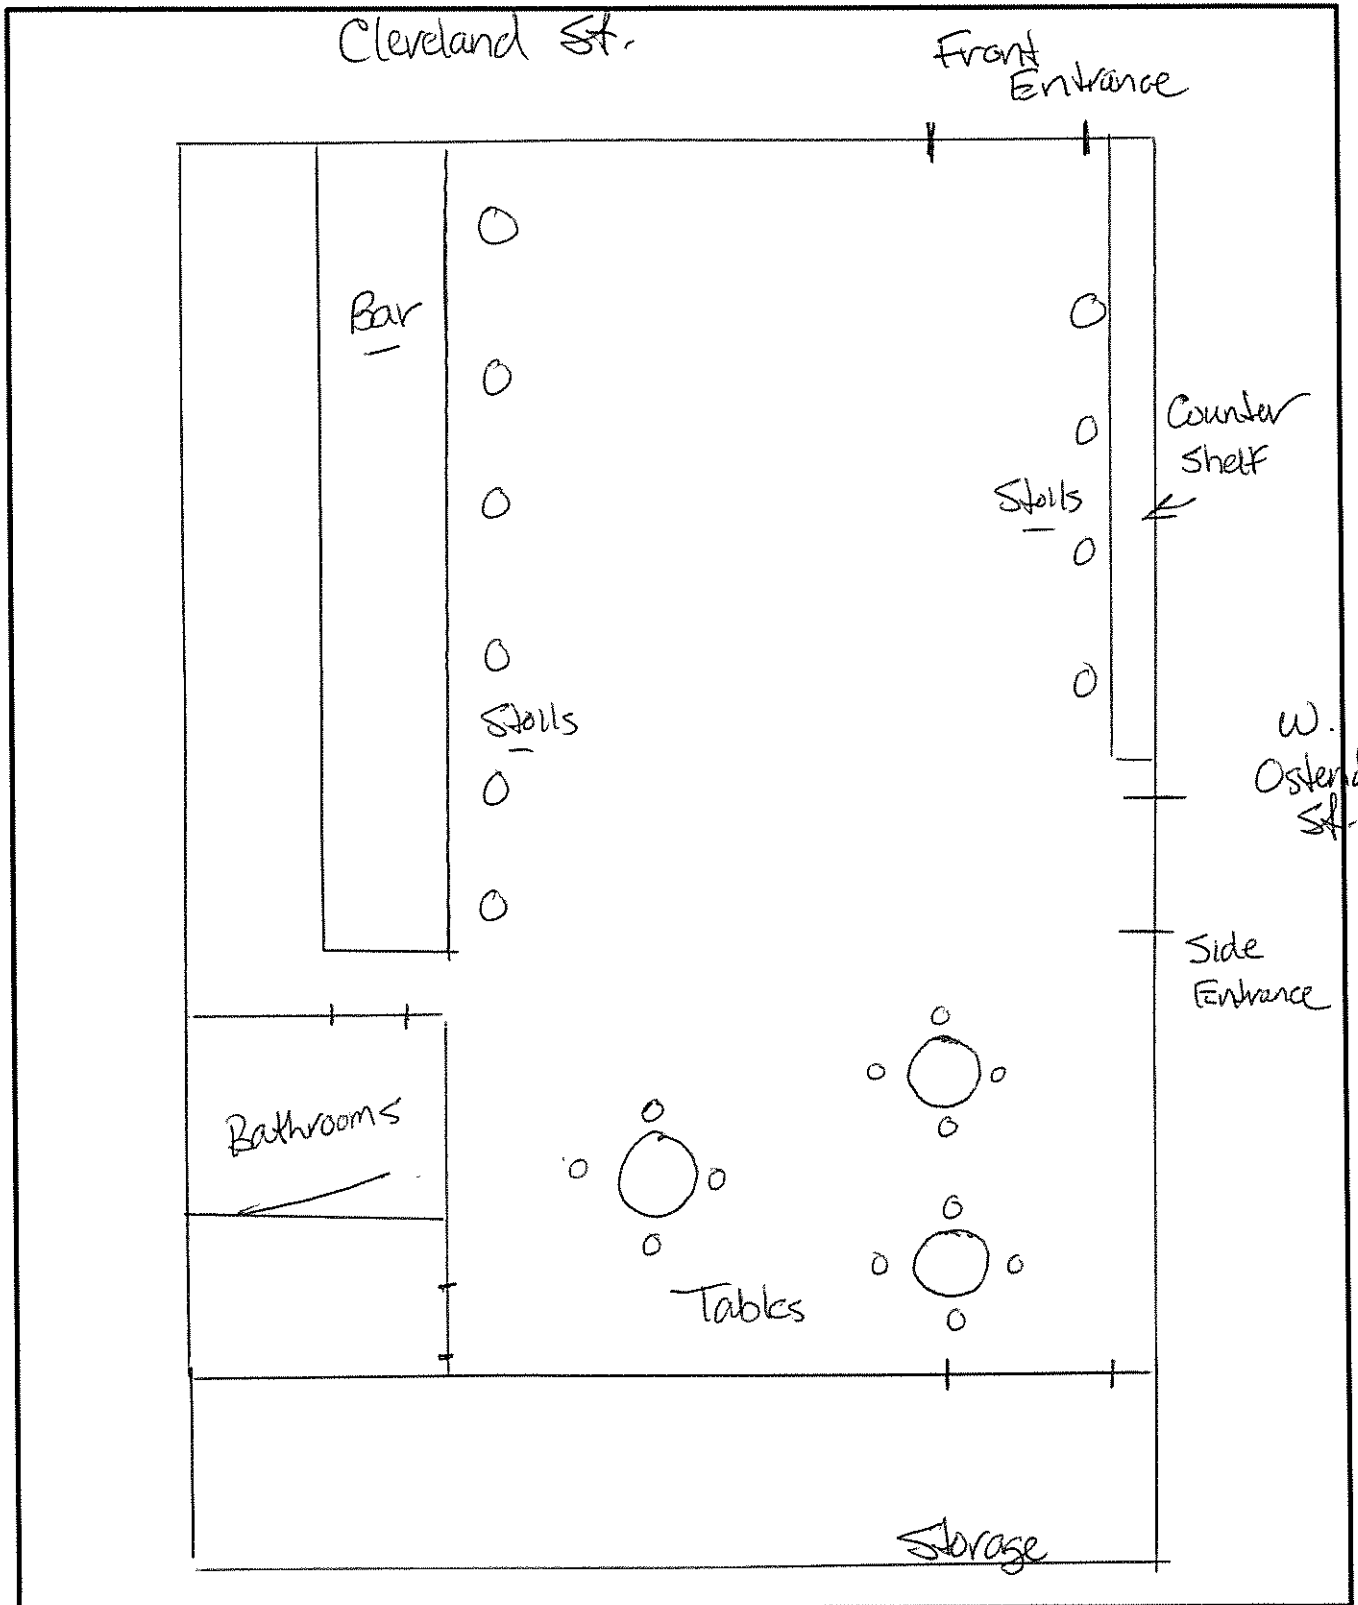 Cleveland St.
Front
Entrance
Bar
Counter
Shelf
Stolls
Stolls
W.
Ostend
St.
Side
Entrance
Bathrooms
Tables
Storage